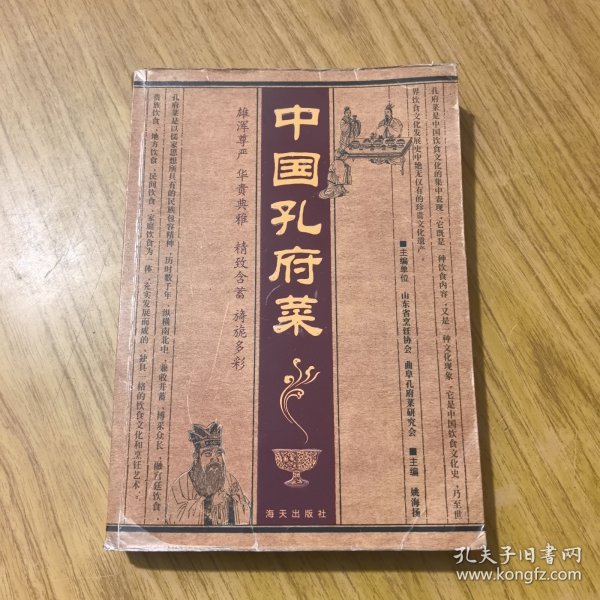 孔府菜是中国饮食文化的集中表现，它既是一种饮食内容，又是一种文化现象，它是中国饮食文化史，乃至世
界饮食文化发展史中绝无仅有的珍贵文化遗产。
■主编单位 山东省烹饪协会 曲阜孔府菜研究会 ■主编 姚海扬
中国孔府菜
海天出版社
雄浑尊严 华贵典雅 精致含蓄 旖旎多彩
孔府菜是以儒家思想所具有的民族包容精神，历时数千年，纵横南北中，兼收并蓄，博采众长，融宫廷饮食，
贵族饮食，地方饮食，民间饮食，家庭饮食为一体，充实发展而成的，独具一格的饮食文化和烹饪艺术。
孔夫子旧书网
www.kongfz.com